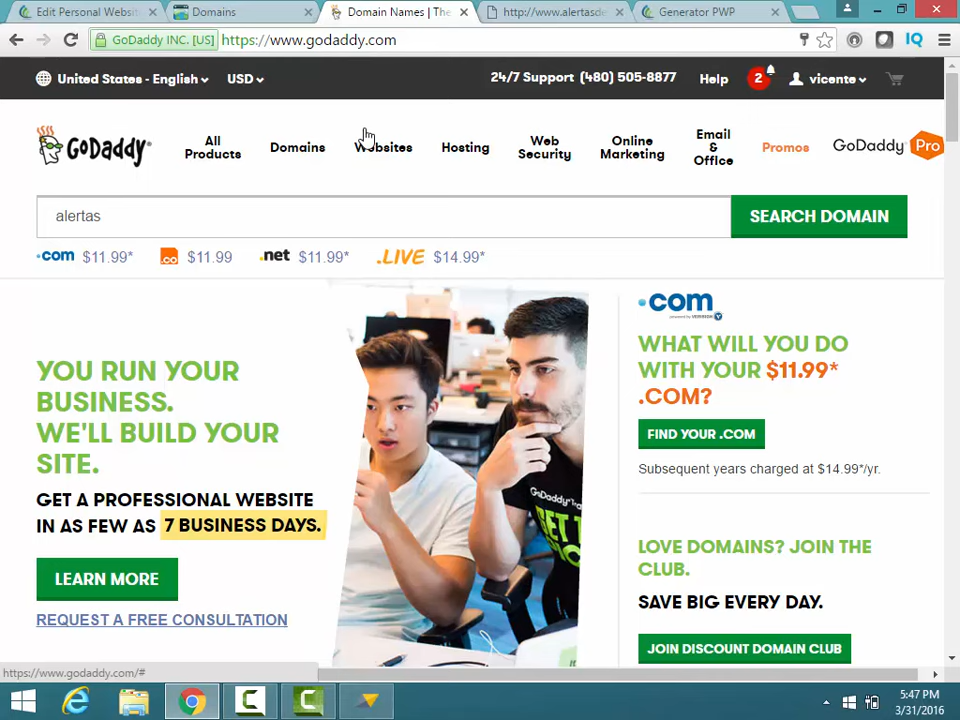 Edit Personal Websit
Domains
Domain Names | The
http://www.alertasde
Generator PWP
GoDaddy INC. [US]
https://www.godaddy.com
IQ
United States - English
USD
24/7 Support (480) 505-8877
Help
2
vicente
GoDaddy
All Products
Domains
Websites
Hosting
Web Security
Online Marketing
Email & Office
Promos
GoDaddy Pro
alertas
SEARCH DOMAIN
.com $11.99*
.co $11.99
.net $11.99*
.LIVE $14.99*
YOU RUN YOUR
BUSINESS.
WE'LL BUILD YOUR
SITE.
GET A PROFESSIONAL WEBSITE
IN AS FEW AS 7 BUSINESS DAYS.
LEARN MORE
REQUEST A FREE CONSULTATION
.com
WHAT WILL YOU DO
WITH YOUR $11.99*
.COM?
FIND YOUR .COM
Subsequent years charged at $14.99*/yr.
LOVE DOMAINS? JOIN THE
CLUB.
SAVE BIG EVERY DAY.
JOIN DISCOUNT DOMAIN CLUB
https://www.godaddy.com/#
5:47 PM
3/31/2016